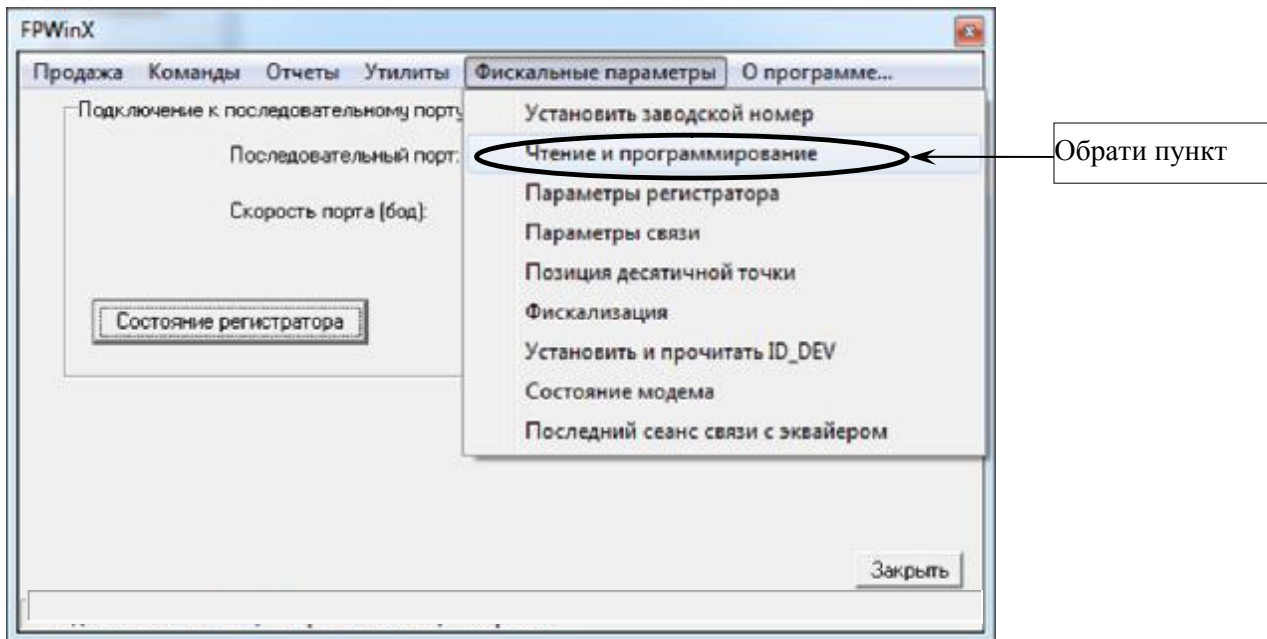 FPWinX
Продажа Команды Отчеты Утилиты Фискальные параметры О программе...
Подключение к последовательному порту
Последовательный порт:
Скорость порта (бод):
Состояние регистратора
Установить заводской номер
Чтение и программирование
Параметры регистратора
Параметры связи
Позиция десятичной точки
Фискализация
Установить и прочитать ID_DEV
Состояние модема
Последний сеанс связи с эквайером
Обрати пункт
Закрыть